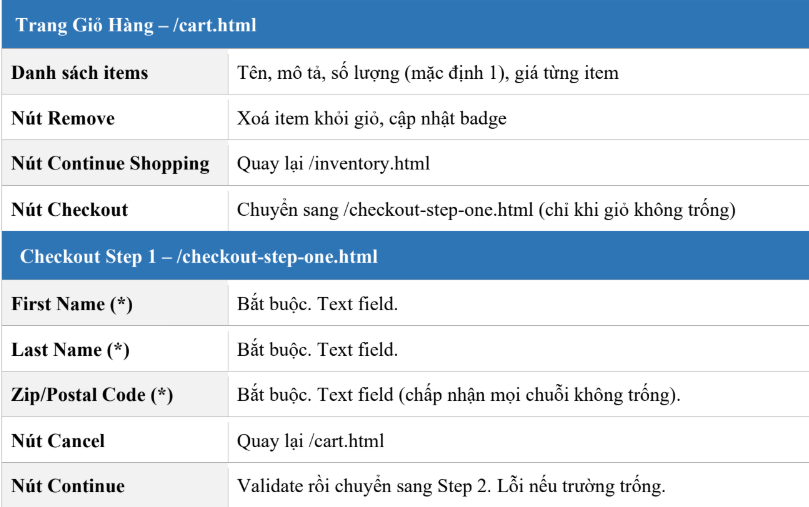 Trang Giỏ Hàng – /cart.html
Danh sách items Tên, mô tả, số lượng (mặc định 1), giá từng item
Nút Remove Xoá item khỏi giỏ, cập nhật badge
Nút Continue Shopping Quay lại /inventory.html
Nút Checkout Chuyển sang /checkout-step-one.html (chỉ khi giỏ không trống)
Checkout Step 1 – /checkout-step-one.html
First Name (*) Bắt buộc. Text field.
Last Name (*) Bắt buộc. Text field.
Zip/Postal Code (*) Bắt buộc. Text field (chấp nhận mọi chuỗi không trống).
Nút Cancel Quay lại /cart.html
Nút Continue Validate rồi chuyển sang Step 2. Lỗi nếu trường trống.